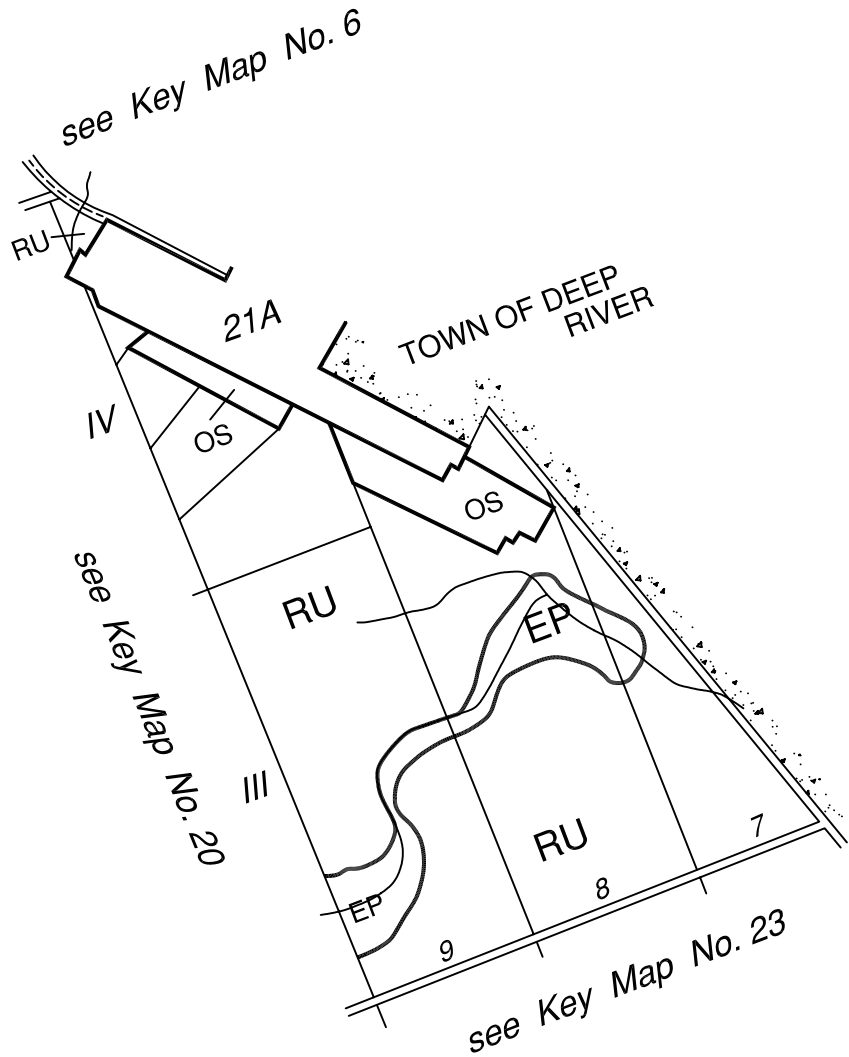 see Key Map No. 6
RU
21A
TOWN OF DEEP
RIVER
IV
OS
OS
see Key Map No. 20
RU
EP
III
RU
7
8
EP
9
see Key Map No. 23